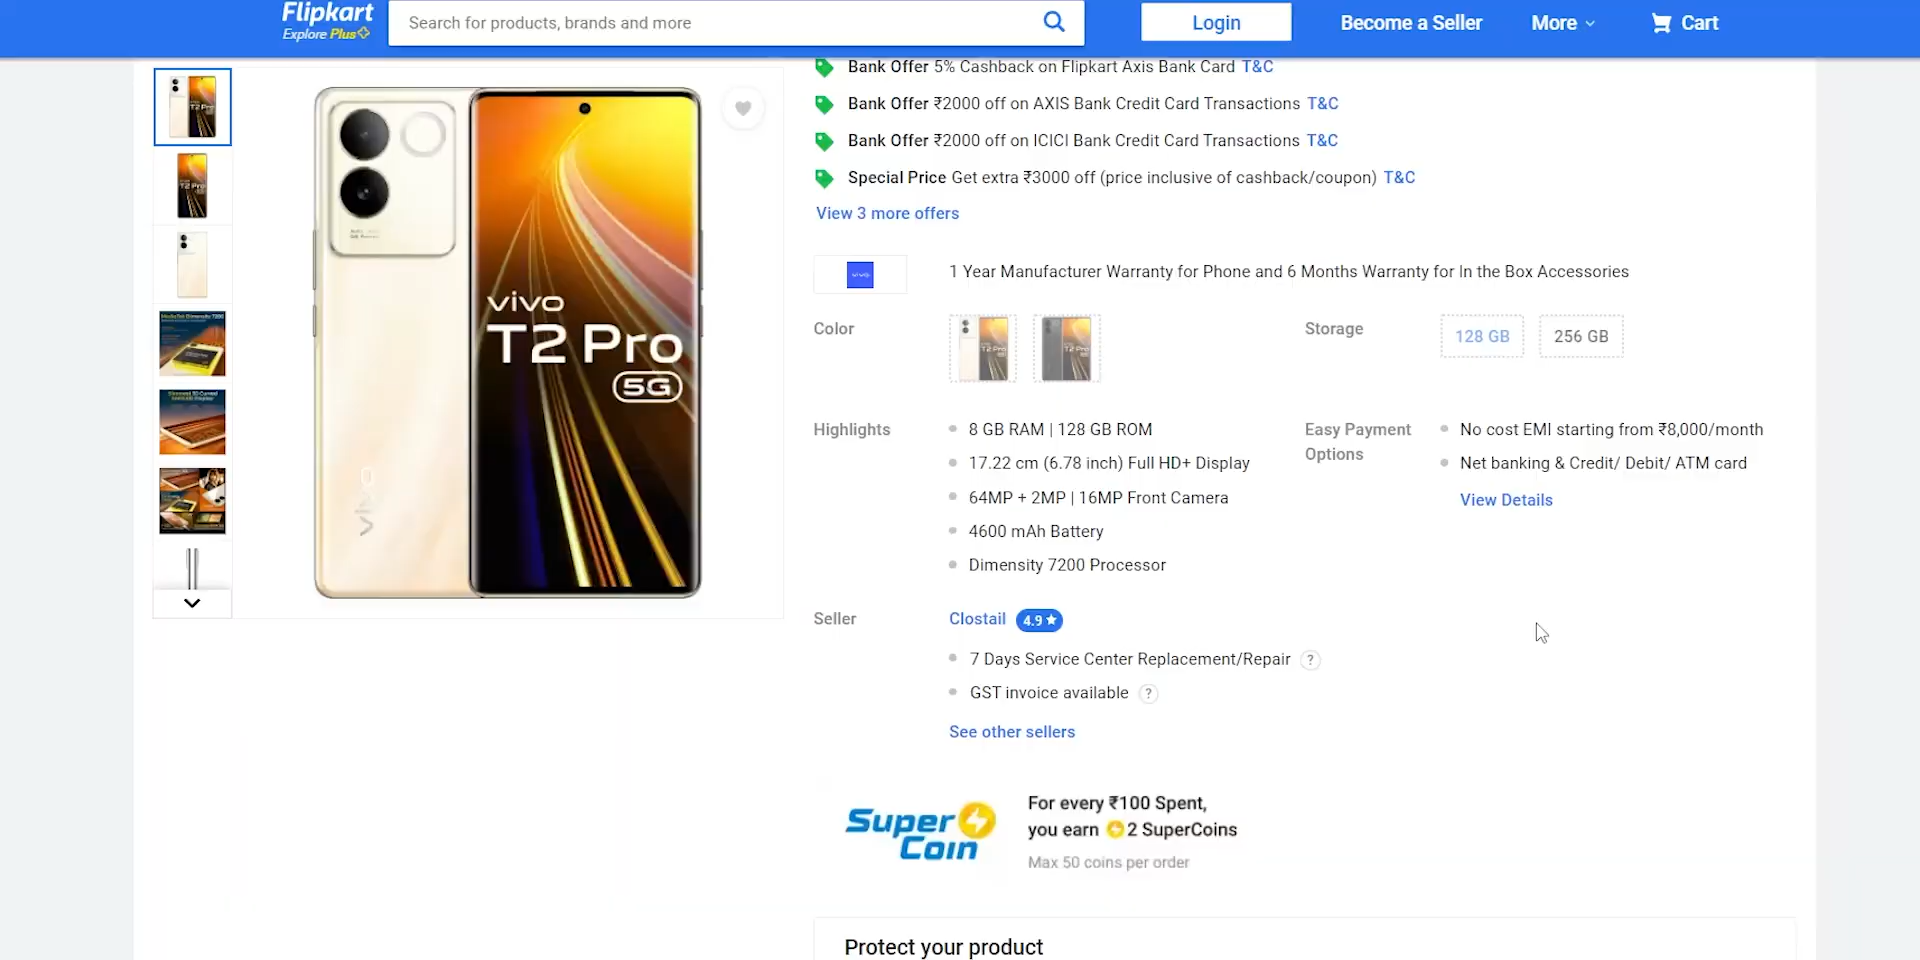 Flipkart
Explore Plus
Search for products, brands and more
Login
Become a Seller
More
Cart
Bank Offer 5% Cashback on Flipkart Axis Bank Card T&C
Bank Offer ₹2000 off on AXIS Bank Credit Card Transactions T&C
Bank Offer ₹2000 off on ICICI Bank Credit Card Transactions T&C
Special Price Get extra ₹3000 off (price inclusive of cashback/coupon) T&C
View 3 more offers
vivo
T2 Pro
5G
vivo
vivo
1 Year Manufacturer Warranty for Phone and 6 Months Warranty for In the Box Accessories
Color
Storage
128 GB
256 GB
Highlights
8 GB RAM | 128 GB ROM
17.22 cm (6.78 inch) Full HD+ Display
64MP + 2MP | 16MP Front Camera
4600 mAh Battery
Dimensity 7200 Processor
Easy Payment
Options
No cost EMI starting from ₹8,000/month
Net banking & Credit/ Debit/ ATM card
View Details
Seller
Clostail
4.9
7 Days Service Center Replacement/Repair ?
GST invoice available ?
See other sellers
Super
Coin
For every ₹100 Spent,
you earn 2 SuperCoins
Max 50 coins per order
Protect your product